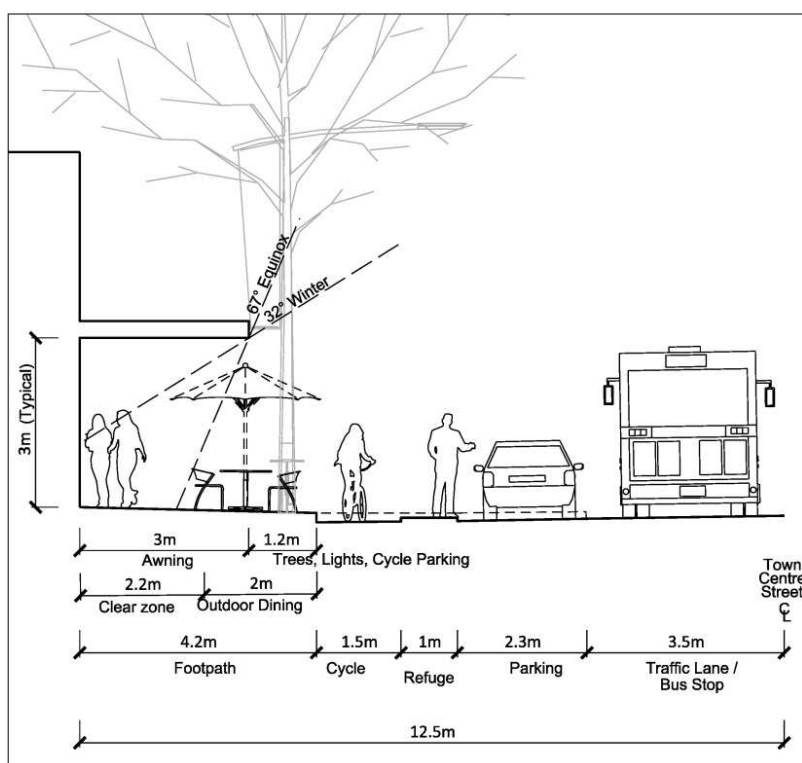 67° Equinox
32° Winter
3m (Typical)
3m
1.2m
Awning
Trees, Lights, Cycle Parking
2.2m
2m
Clear zone
Outdoor Dining
Town
Centre
Street
℄
4.2m
1.5m
1m
2.3m
3.5m
Footpath
Cycle
Refuge
Parking
Traffic Lane /
Bus Stop
12.5m